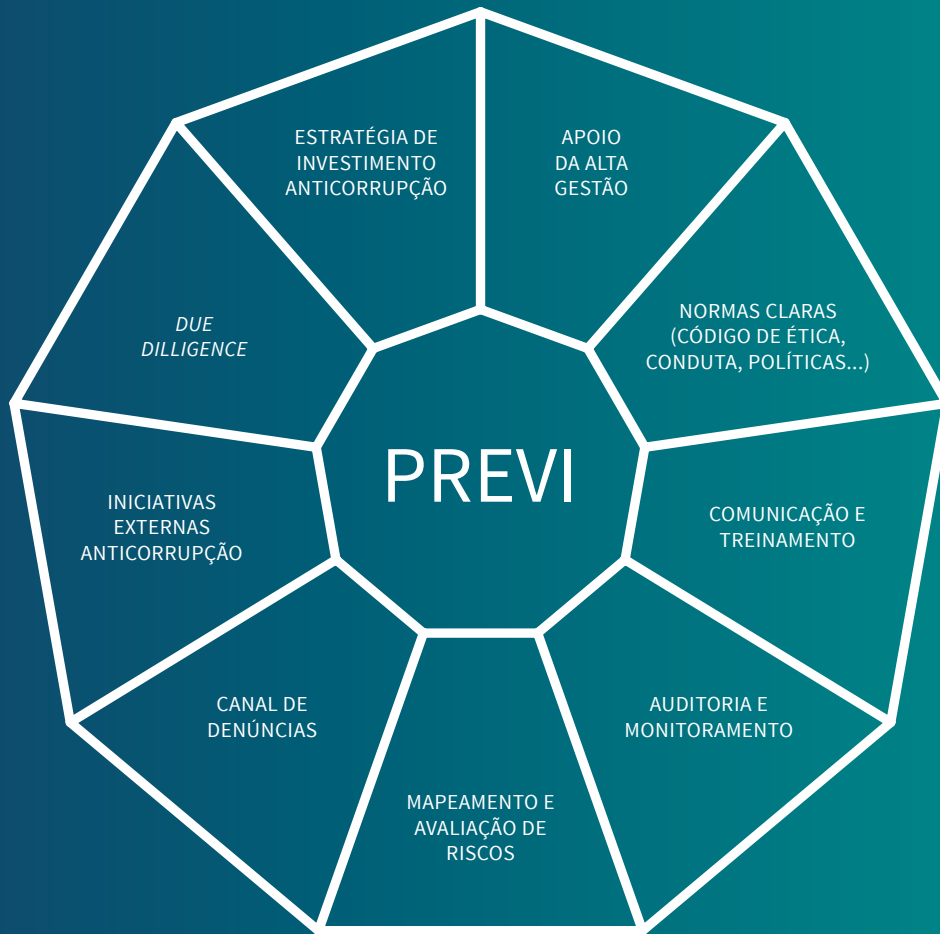 ESTRATÉGIA DE
INVESTIMENTO
ANTICORRUPÇÃO
APOIO
DA ALTA
GESTÃO
NORMAS CLARAS
(CÓDIGO DE ÉTICA,
CONDUTA, POLÍTICAS...)
DUE
DILLIGENCE
PREVI
INICIATIVAS
EXTERNAS
ANTICORRUPÇÃO
COMUNICAÇÃO E
TREINAMENTO
CANAL DE
DENÚNCIAS
AUDITORIA E
MONITORAMENTO
MAPEAMENTO E
AVALIAÇÃO DE
RISCOS